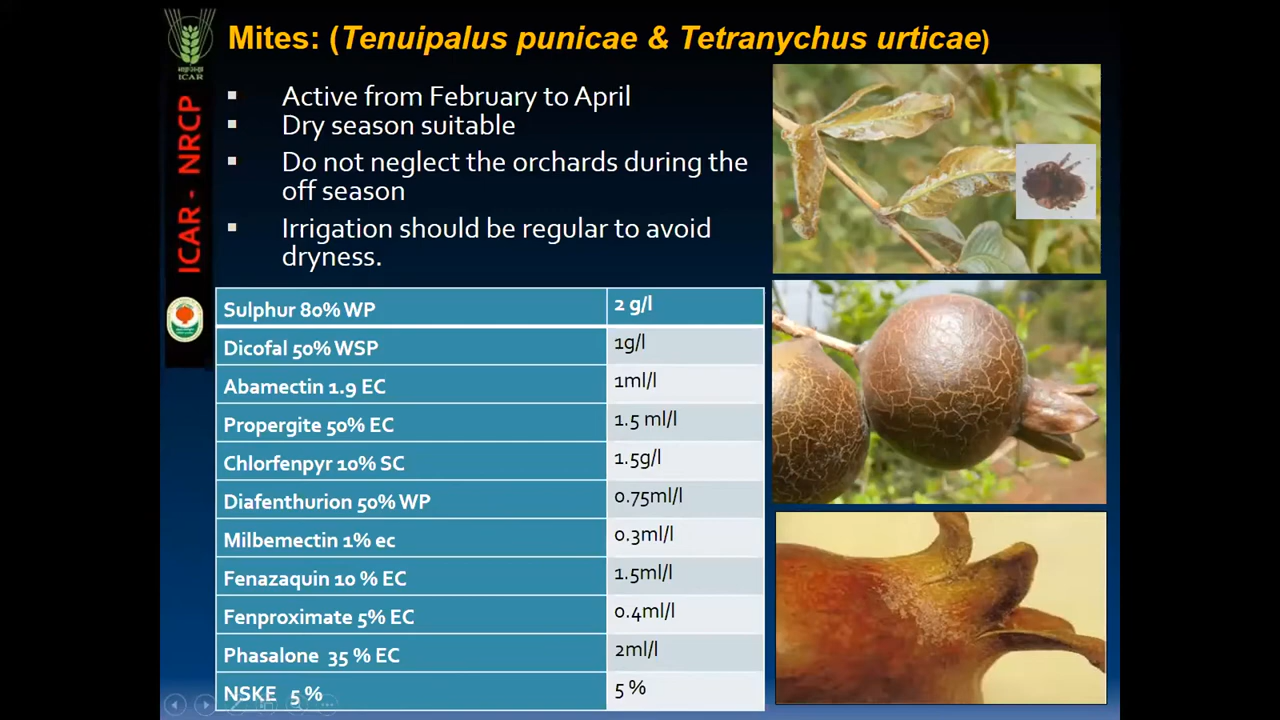 Mites: (Tenuipalus punicae & Tetranychus urticae)
ICAR
ICAR - NRCP
Active from February to April
Dry season suitable
Do not neglect the orchards during the
off season
Irrigation should be regular to avoid
dryness.
Sulphur 80% WP 2 g/l
Dicofal 50% WSP 1g/l
Abamectin 1.9 EC 1ml/l
Propergite 50% EC 1.5 ml/l
Chlorfenpyr 10% SC 1.5g/l
Diafenthurion 50% WP 0.75ml/l
Milbemectin 1% ec 0.3ml/l
Fenazaquin 10 % EC 1.5ml/l
Fenproximate 5% EC 0.4ml/l
Phasalone 35 % EC 2ml/l
NSKE 5 % 5 %